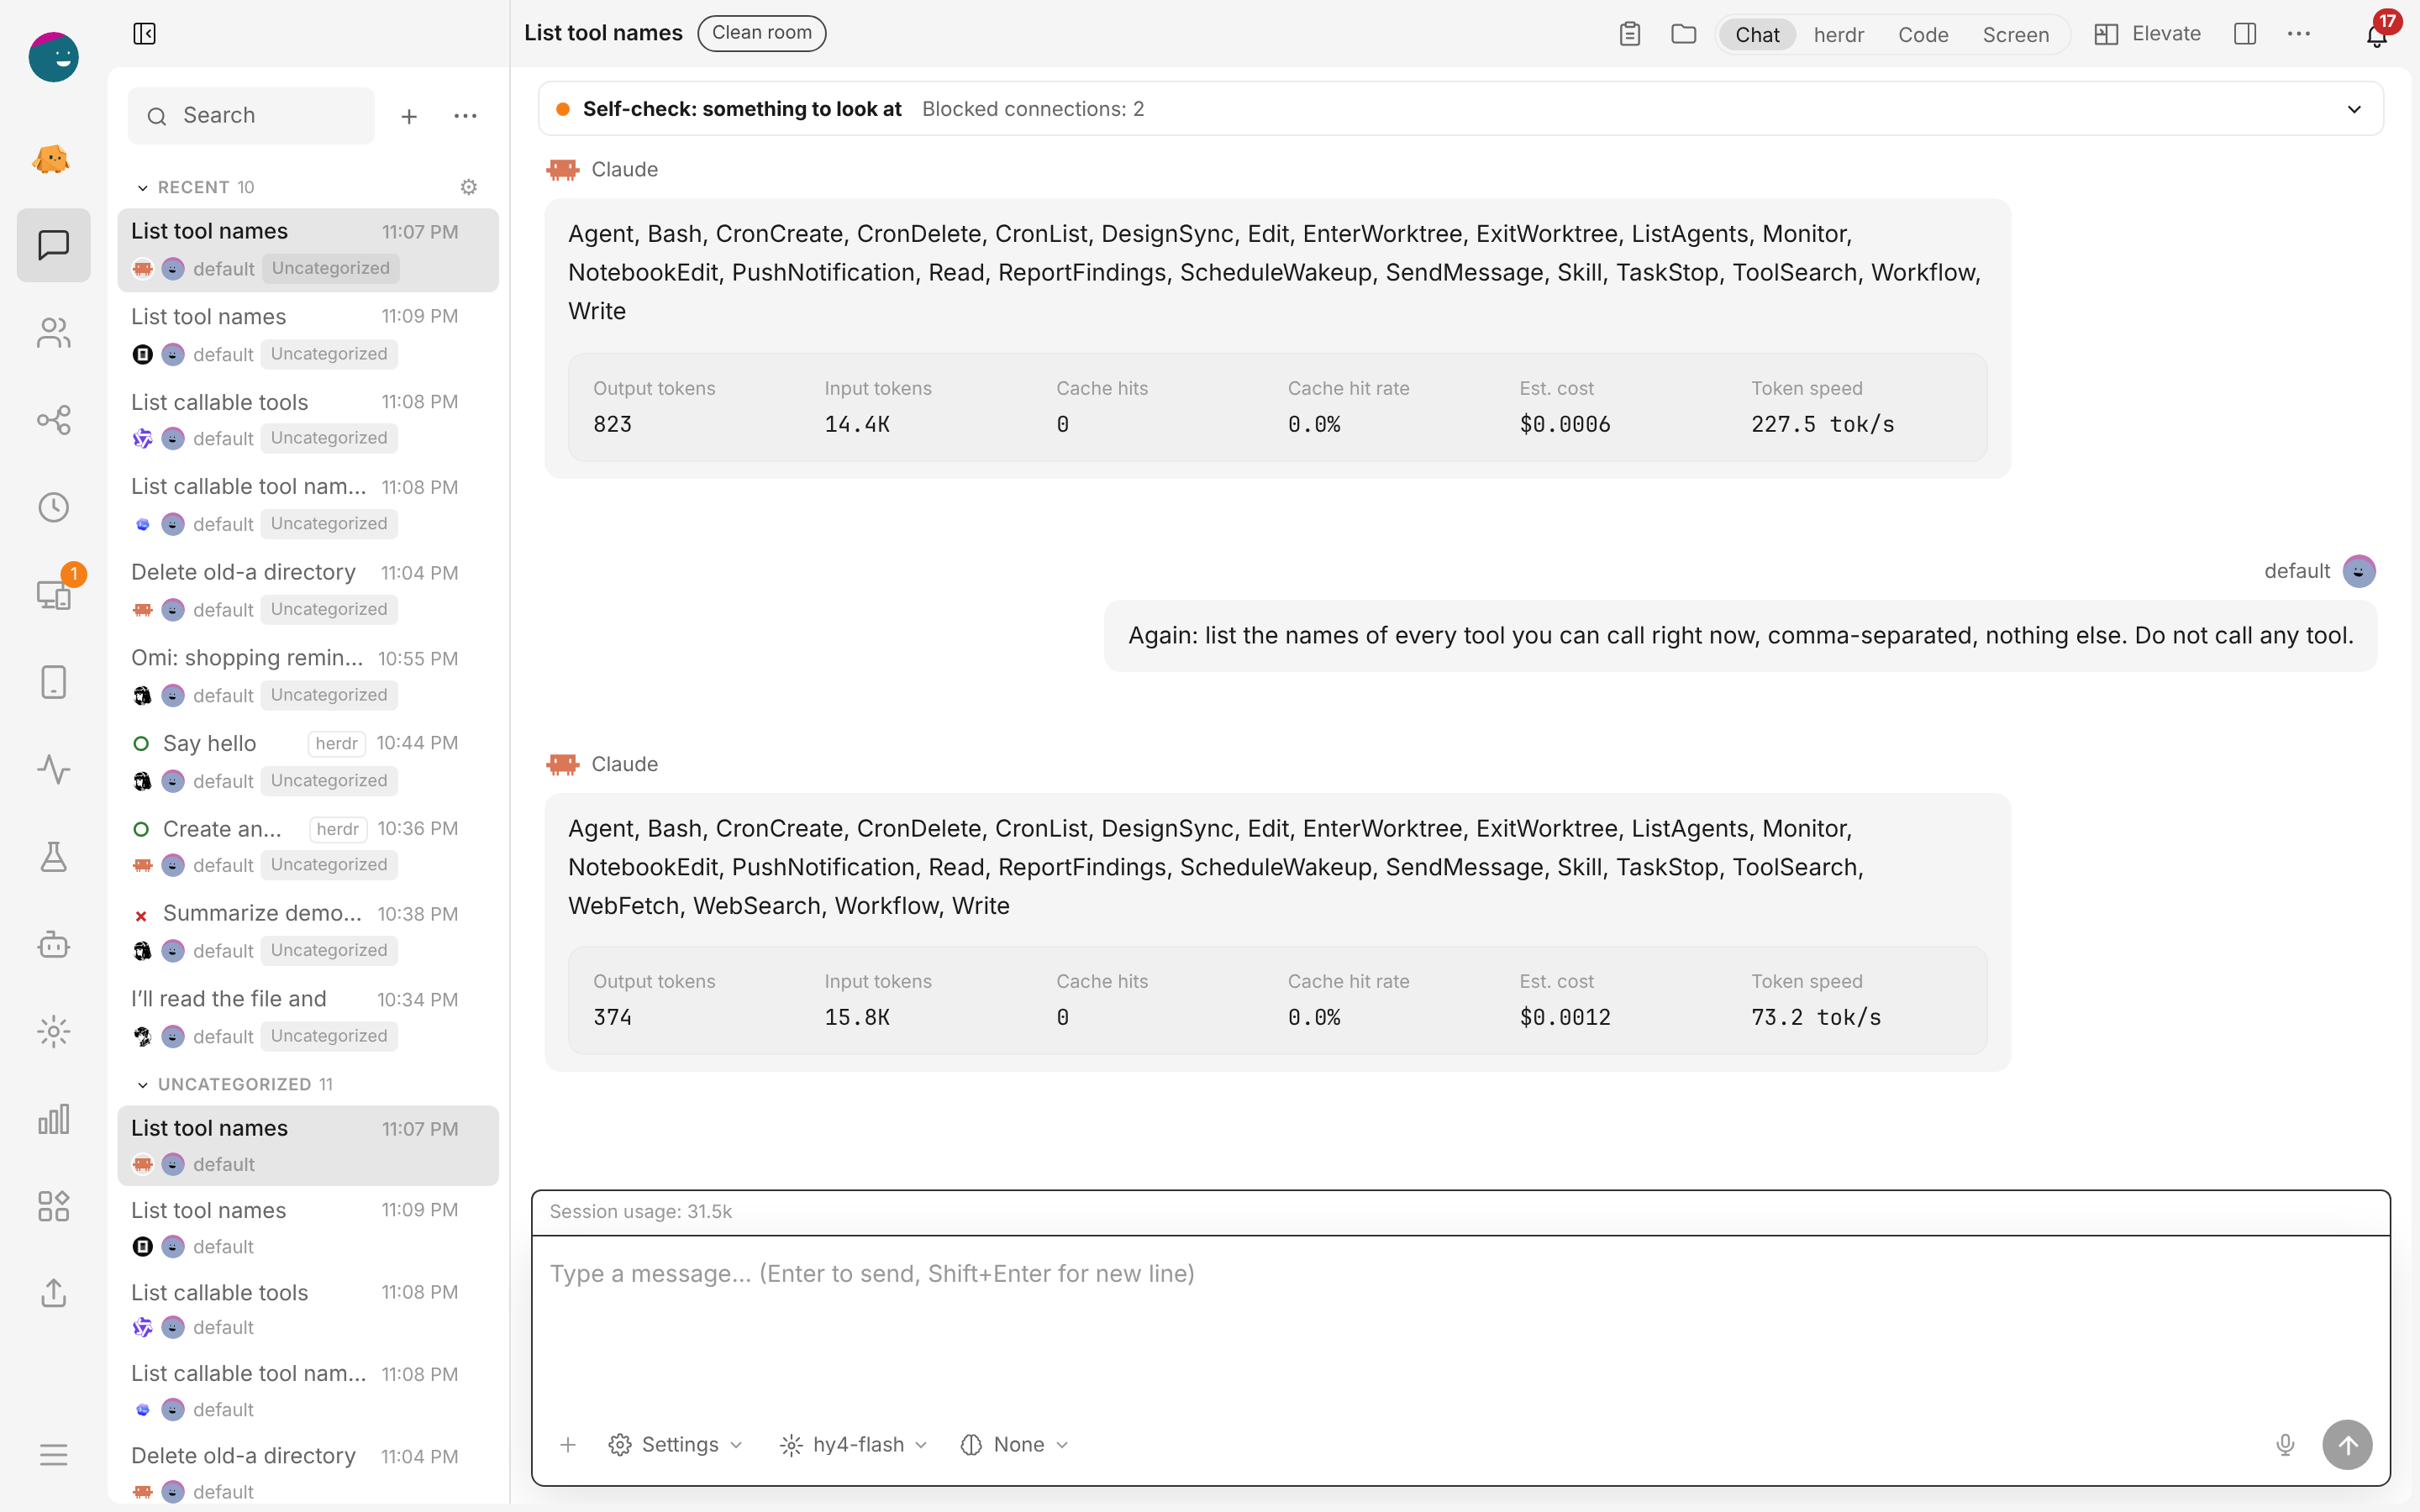 List tool names
Clean room
Chat
herdr
Code
Screen
Elevate
17
Search
RECENT 10
List tool names 11:07 PM
default Uncategorized
List tool names 11:09 PM
default Uncategorized
List callable tools 11:08 PM
default Uncategorized
List callable tool nam... 11:08 PM
default Uncategorized
1
Delete old-a directory 11:04 PM
default Uncategorized
Omi: shopping remin... 10:55 PM
default Uncategorized
Say hello herdr 10:44 PM
default Uncategorized
Create an... herdr 10:36 PM
default Uncategorized
Summarize demo... 10:38 PM
default Uncategorized
I'll read the file and 10:34 PM
default Uncategorized
UNCATEGORIZED 11
List tool names 11:07 PM
default
List tool names 11:09 PM
default
List callable tools 11:08 PM
default
List callable tool nam... 11:08 PM
default
Delete old-a directory 11:04 PM
default
Self-check: something to look at Blocked connections: 2
Claude
Agent, Bash, CronCreate, CronDelete, CronList, DesignSync, Edit, EnterWorktree, ExitWorktree, ListAgents, Monitor,
NotebookEdit, PushNotification, Read, ReportFindings, ScheduleWakeup, SendMessage, Skill, TaskStop, ToolSearch, Workflow,
Write
Output tokens Input tokens Cache hits Cache hit rate Est. cost Token speed
823 14.4K 0 0.0% $0.0006 227.5 tok/s
default
Again: list the names of every tool you can call right now, comma-separated, nothing else. Do not call any tool.
Claude
Agent, Bash, CronCreate, CronDelete, CronList, DesignSync, Edit, EnterWorktree, ExitWorktree, ListAgents, Monitor,
NotebookEdit, PushNotification, Read, ReportFindings, ScheduleWakeup, SendMessage, Skill, TaskStop, ToolSearch,
WebFetch, WebSearch, Workflow, Write
Output tokens Input tokens Cache hits Cache hit rate Est. cost Token speed
374 15.8K 0 0.0% $0.0012 73.2 tok/s
Session usage: 31.5k
Type a message... (Enter to send, Shift+Enter for new line)
Settings
hy4-flash
None